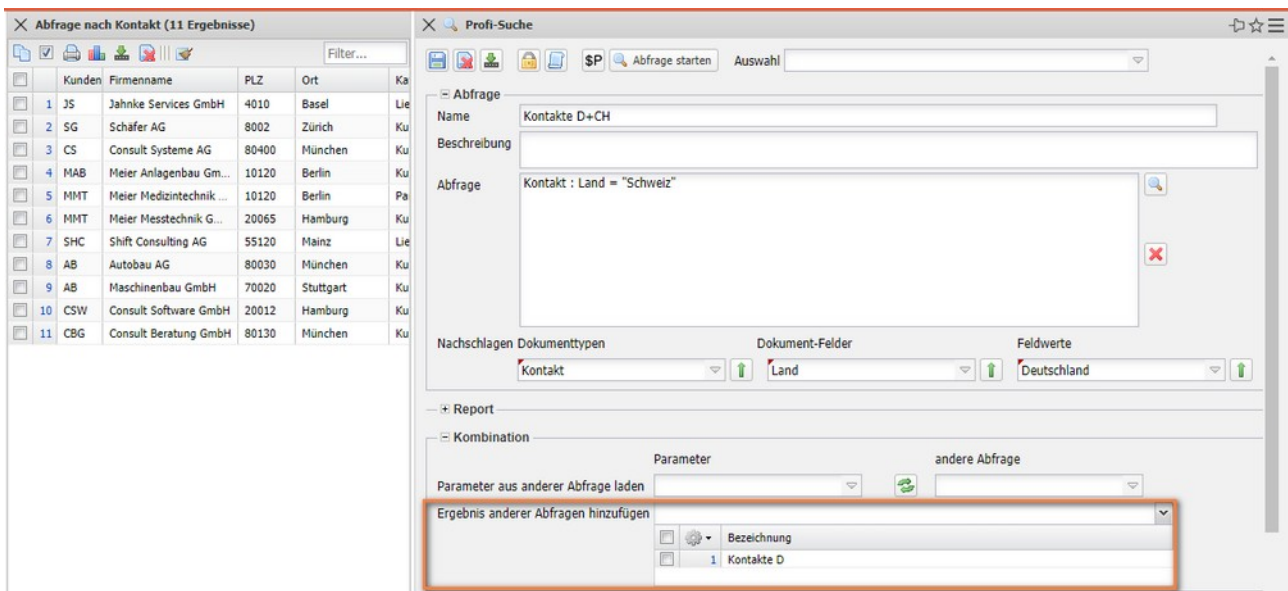 Abfrage nach Kontakt (11 Ergebnisse)
Filter...
Kunden Firmenname PLZ Ort Ka
1 JS Jahnke Services GmbH 4010 Basel Lie
2 SG Schäfer AG 8002 Zürich Ku
3 CS Consult Systeme AG 80400 München Ku
4 MAB Meier Anlagenbau Gm... 10120 Berlin Ku
5 MMT Meier Medizintechnik ... 10120 Berlin Pa
6 MMT Meier Messtechnik G... 20065 Hamburg Ku
7 SHC Shift Consulting AG 55120 Mainz Lie
8 AB Autobau AG 80030 München Ku
9 AB Maschinenbau GmbH 70020 Stuttgart Ku
10 CSW Consult Software GmbH 20012 Hamburg Ku
11 CBG Consult Beratung GmbH 80130 München Ku
Profi-Suche
$P Abfrage starten Auswahl
Abfrage
Name Kontakte D+CH
Beschreibung
Abfrage Kontakt : Land = "Schweiz"
Nachschlagen Dokumenttypen Dokument-Felder Feldwerte
Kontakt Land Deutschland
Report
Kombination
Parameter andere Abfrage
Parameter aus anderer Abfrage laden
Ergebnis anderer Abfragen hinzufügen
Bezeichnung
1 Kontakte D